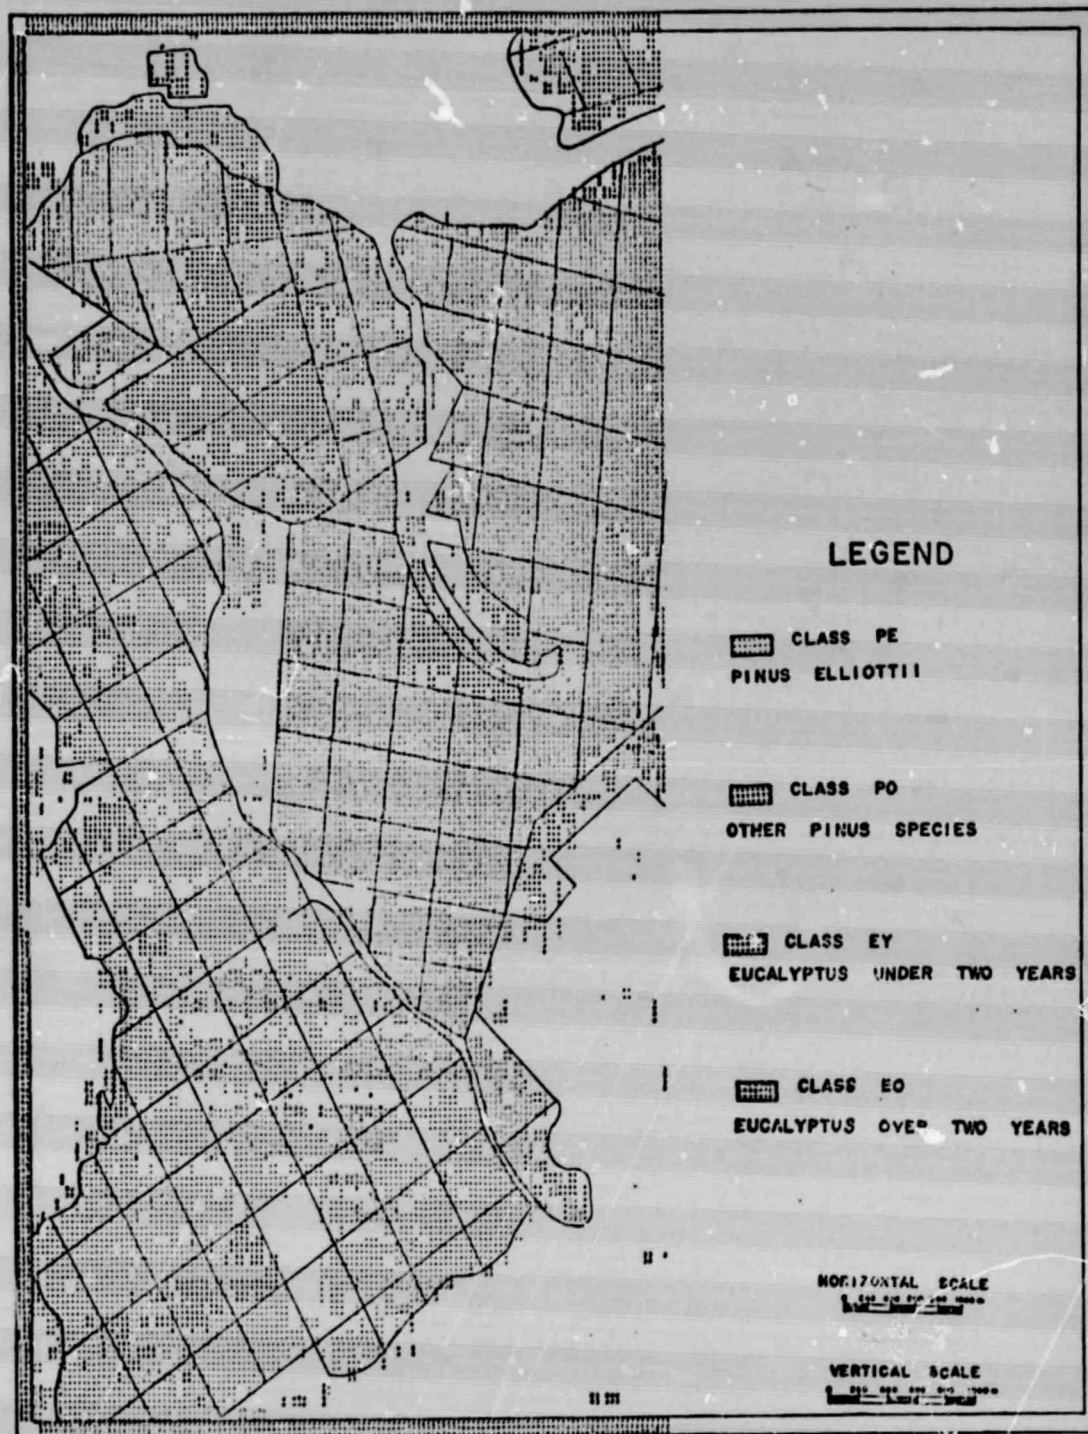 LEGEND
CLASS PE
PINUS ELLIOTTII
CLASS PO
OTHER PINUS SPECIES
CLASS EY
EUCALYPTUS UNDER TWO YEARS
CLASS EO
EUCALYPTUS OVER TWO YEARS
HORIZONTAL SCALE
VERTICAL SCALE